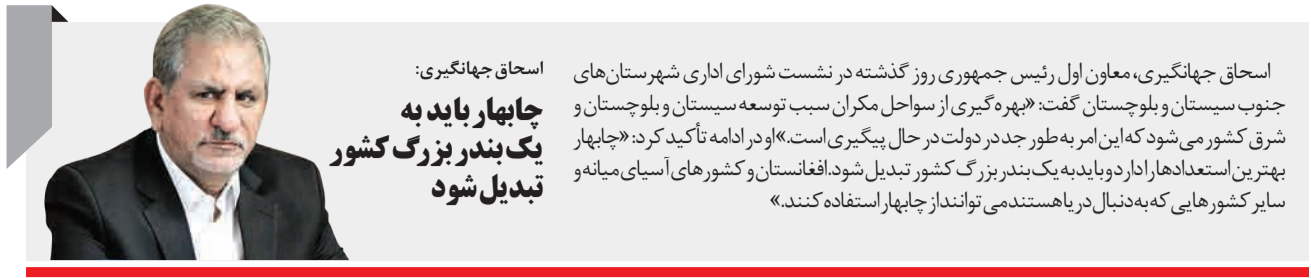 اسحاق جهانگیری:
چابهار باید به
یک بندر بزرگ کشور
تبدیل شود
اسحاق جهانگیری، معاون اول رئیس جمهوری روز گذشته در نشست شورای اداری شهرستان‌های
جنوب سیستان و بلوچستان گفت: «بهره‌گیری از سواحل مکران سبب توسعه سیستان و بلوچستان و
شرق کشور می‌شود که این امر به‌طور جد در دولت در حال پیگیری است.» او در ادامه تأکید کرد: «چابهار
بهترین استعدادها را دارد و باید به یک بندر بزرگ کشور تبدیل شود. افغانستان و کشورهای آسیای میانه و
سایر کشورهایی که به‌دنبال دریا هستند می‌توانند از چابهار استفاده کنند.»